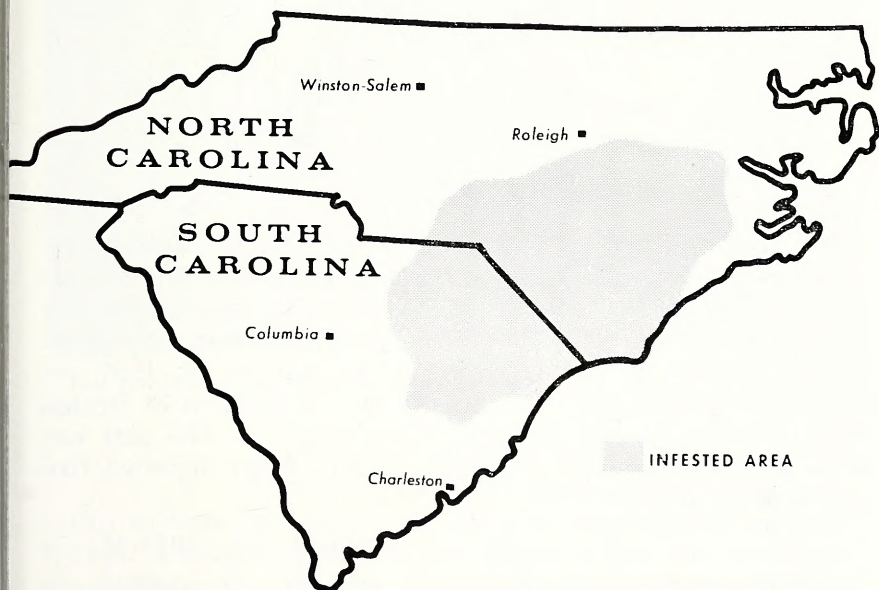 Winston-Salem
Roleigh
NORTH
CAROLINA
SOUTH
CAROLINA
Columbia
Charleston
INFESTED AREA